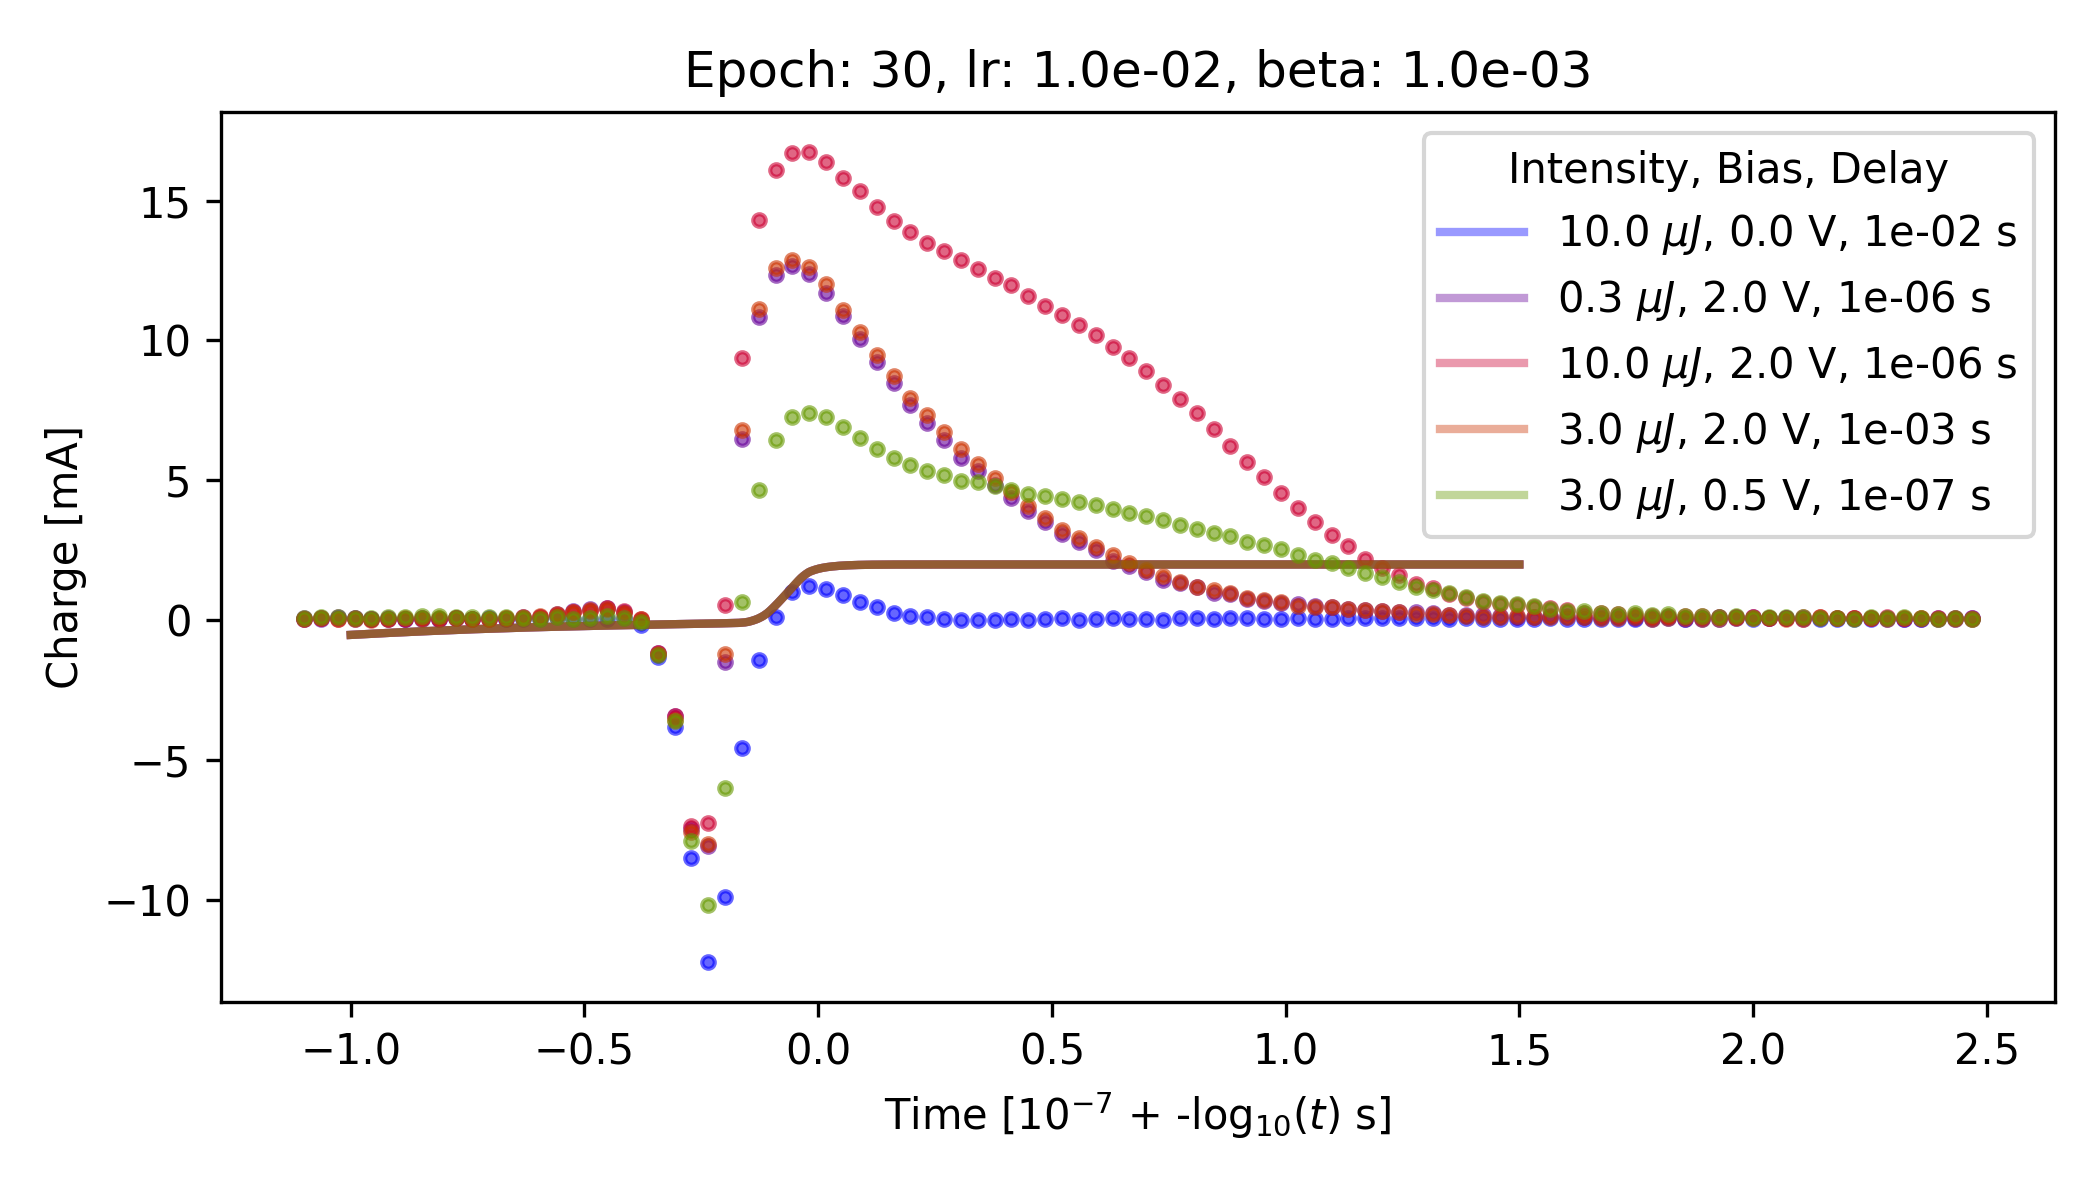 Epoch: 30, lr: 1.0e-02, beta: 1.0e-03
Charge [mA]
15
10
5
0
−5
−10
Intensity, Bias, Delay
10.0 μJ, 0.0 V, 1e-02 s
0.3 μJ, 2.0 V, 1e-06 s
10.0 μJ, 2.0 V, 1e-06 s
3.0 μJ, 2.0 V, 1e-03 s
3.0 μJ, 0.5 V, 1e-07 s
−1.0 −0.5 0.0 0.5 1.0 1.5 2.0 2.5
Time [10⁻⁷ + -log₁₀(t) s]